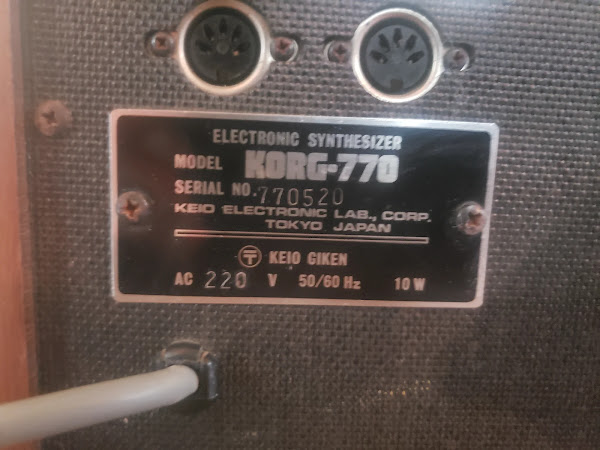 ELECTRONIC SYNTHESIZER
MODEL KORG-770
SERIAL NO. 770520
KEIO ELECTRONIC LAB., CORP.
TOKYO JAPAN
KEIO GIKEN
AC 220 V 50/60 Hz 10 W